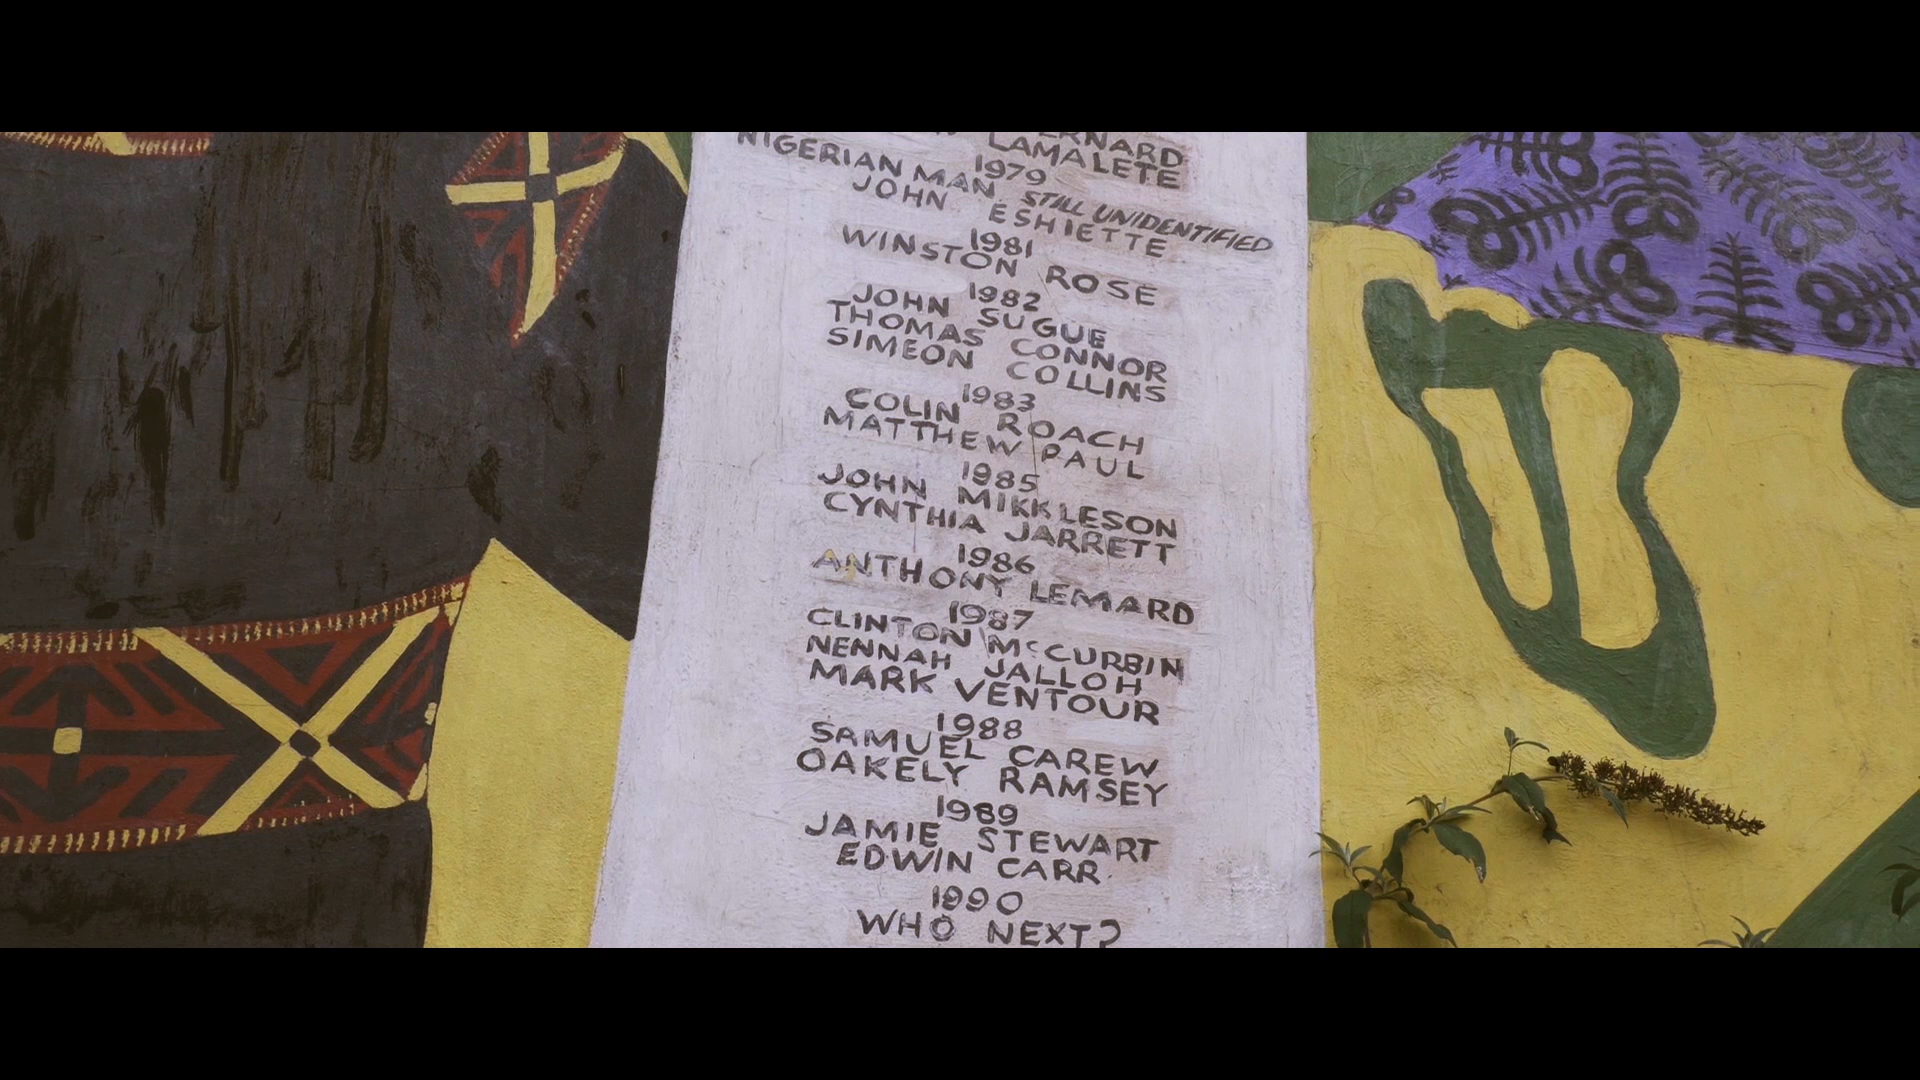 ERNARD
LAMALETE
1979
NIGERIAN MAN STILL UNIDENTIFIED
JOHN ESHIETTE
1981
WINSTON ROSE
1982
JOHN SUGUE
THOMAS CONNOR
SIMEON COLLINS
1983
COLIN ROACH
MATTHEW PAUL
1985
JOHN MIKKLESON
CYNTHIA JARRETT
1986
ANTHONY LEMARD
1987
CLINTON McCURBIN
NENNAH JALLOH
MARK VENTOUR
1988
SAMUEL CAREW
OAKELY RAMSEY
1989
JAMIE STEWART
EDWIN CARR
1990
WHO NEXT?